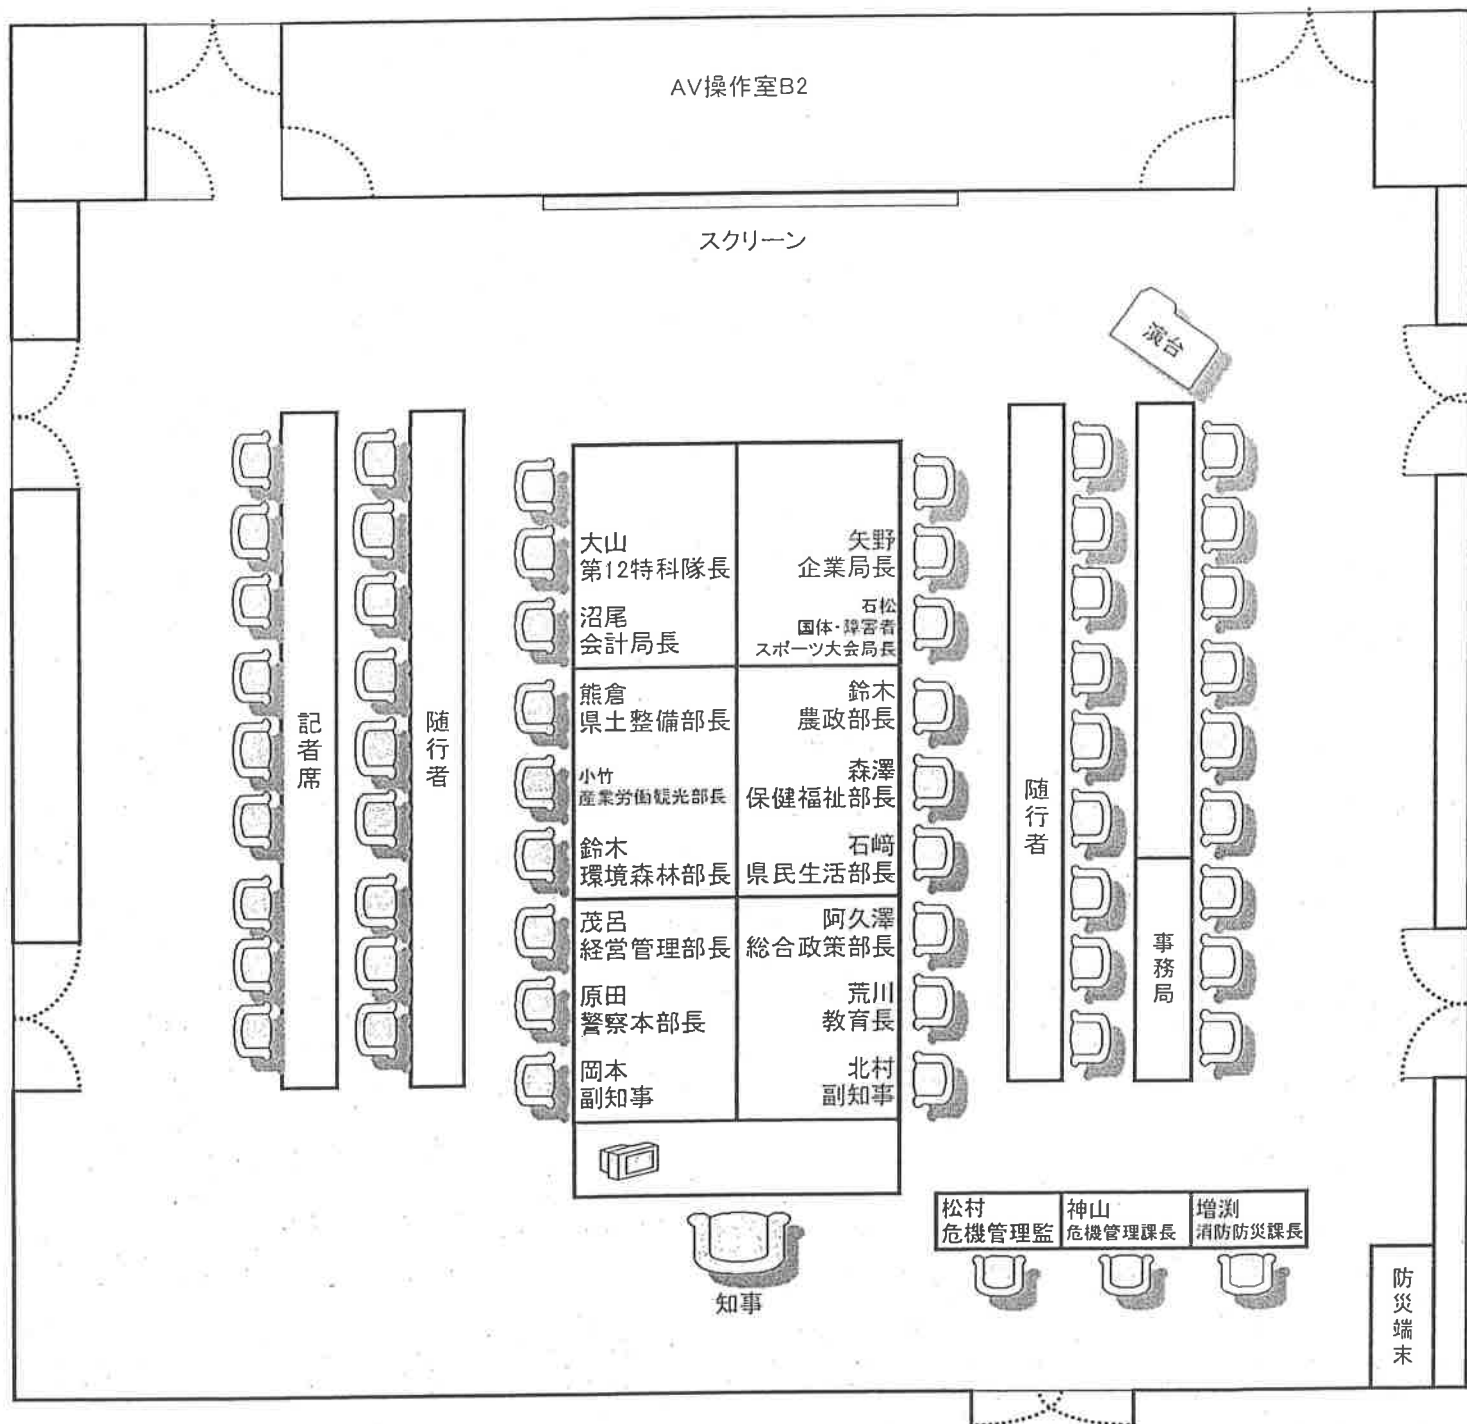 AV操作室B2
スクリーン
演台
記者席
随行者
大山
第12特科隊長
沼尾
会計局長
熊倉
県土整備部長
小竹
産業労働観光部長
鈴木
環境森林部長
茂呂
経営管理部長
原田
警察本部長
岡本
副知事
矢野
企業局長
石松
国体・障害者
スポーツ大会局長
鈴木
農政部長
森澤
保健福祉部長
石﨑
県民生活部長
阿久澤
総合政策部長
荒川
教育長
北村
副知事
随行者
事務局
知事
松村
危機管理監
神山
危機管理課長
増渕
消防防災課長
防災端末